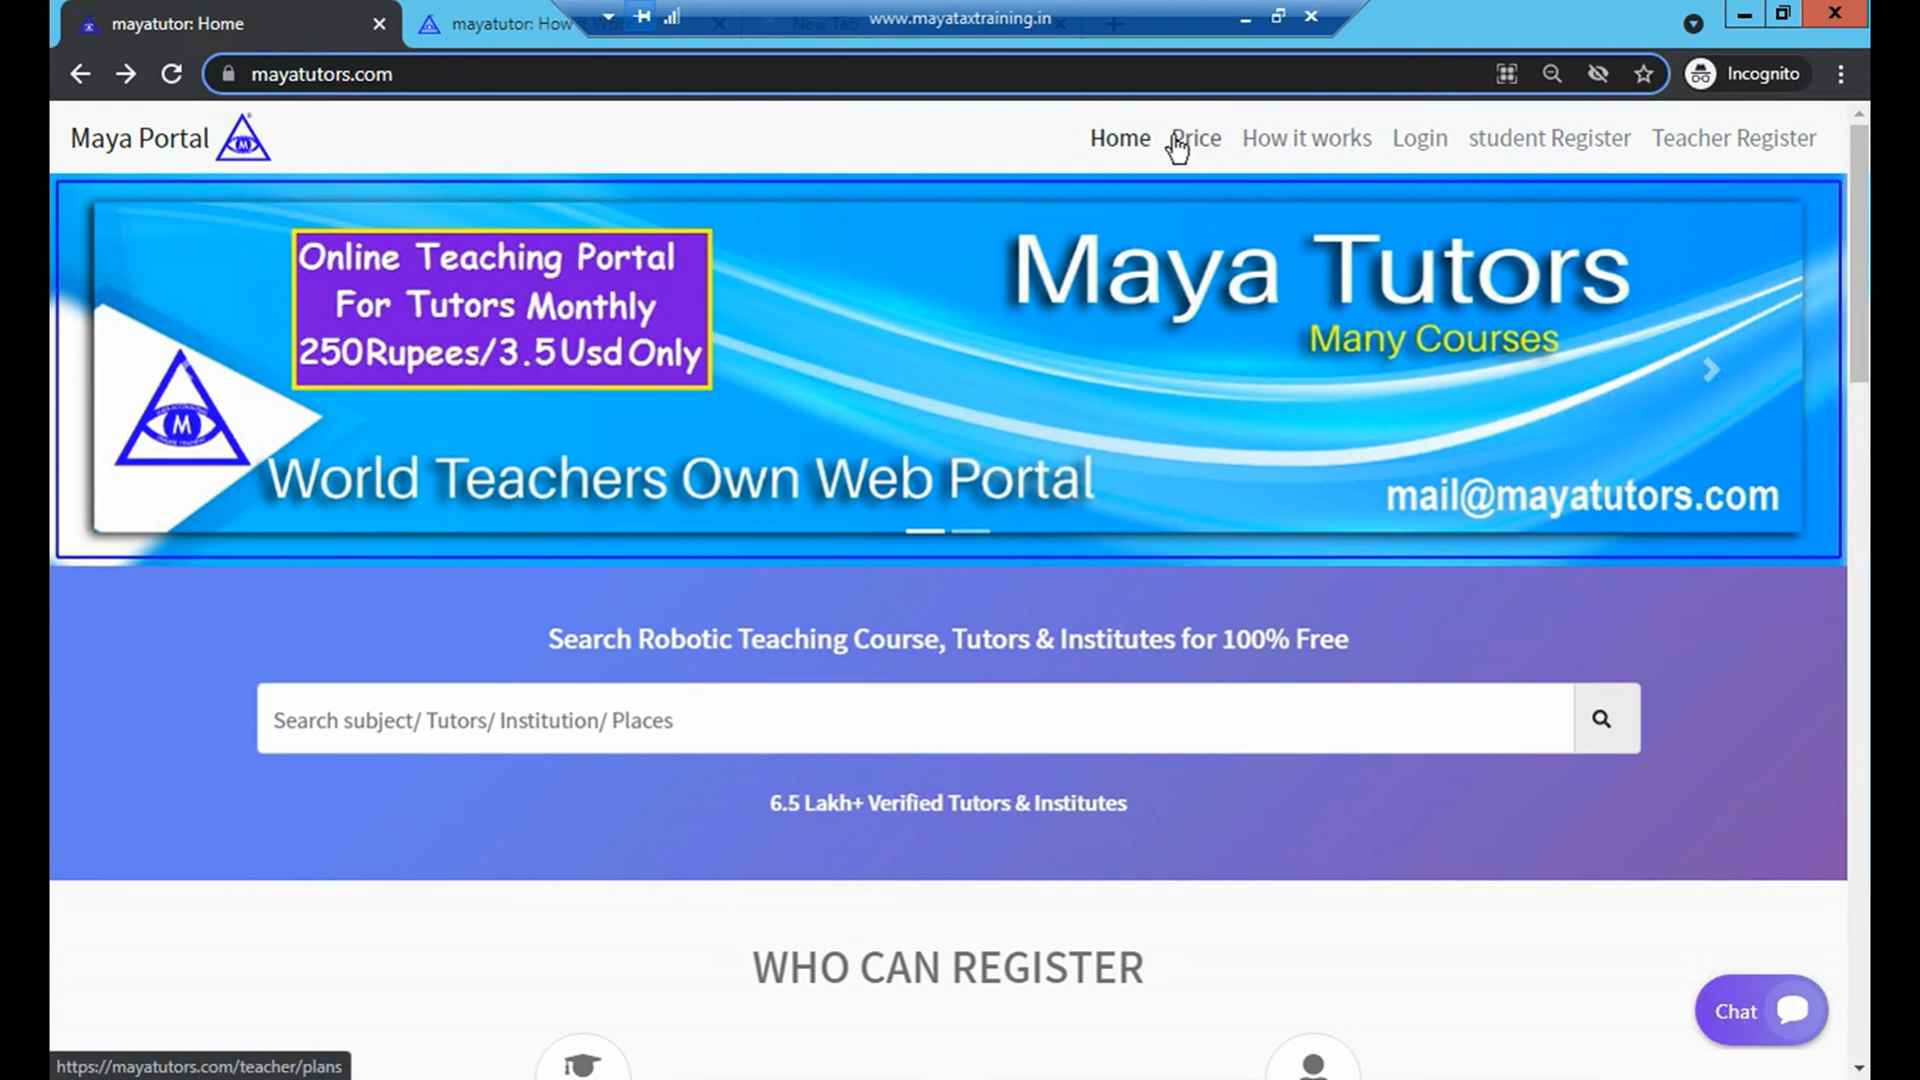 mayatutor: Home
mayatutor: How
www.mayataxtraining.in
mayatutors.com
Incognito
Maya Portal
M
Home
Price
How it works
Login
student Register
Teacher Register
Online Teaching Portal
For Tutors Monthly
250Rupees/3.5Usd Only
Maya Tutors
Many Courses
M
World Teachers Own Web Portal
mail@mayatutors.com
Search Robotic Teaching Course, Tutors & Institutes for 100% Free
Search subject/ Tutors/ Institution/ Places
6.5 Lakh+ Verified Tutors & Institutes
WHO CAN REGISTER
Chat
https://mayatutors.com/teacher/plans